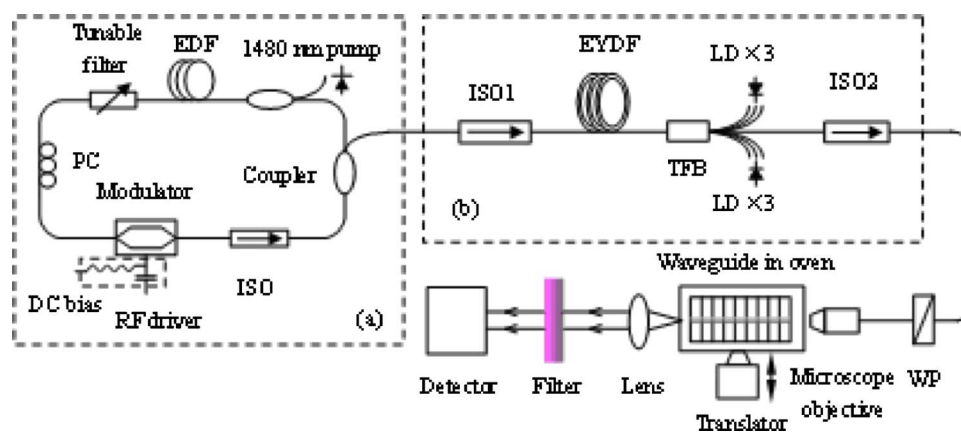 Tunable
filter
EDF
1480 nm pump
PC
Modulator
Coupler
DC bias
RF driver
ISO
(a)
ISO1
EYDF
LD ×3
ISO2
TFB
LD ×3
(b)
Waveguide in oven
Detector
Filter
Lens
Translator
Microscope
objective
WP